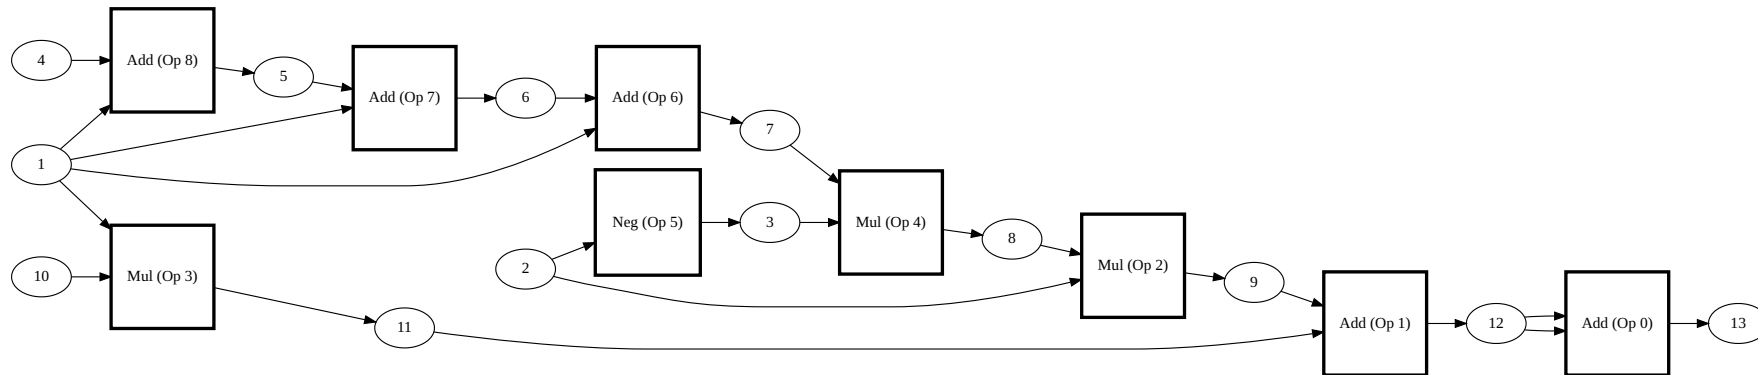 4
Add (Op 8)
5
Add (Op 7)
6
Add (Op 6)
7
1
Neg (Op 5)
3
Mul (Op 4)
8
10
Mul (Op 3)
2
Mul (Op 2)
9
11
Add (Op 1)
12
Add (Op 0)
13